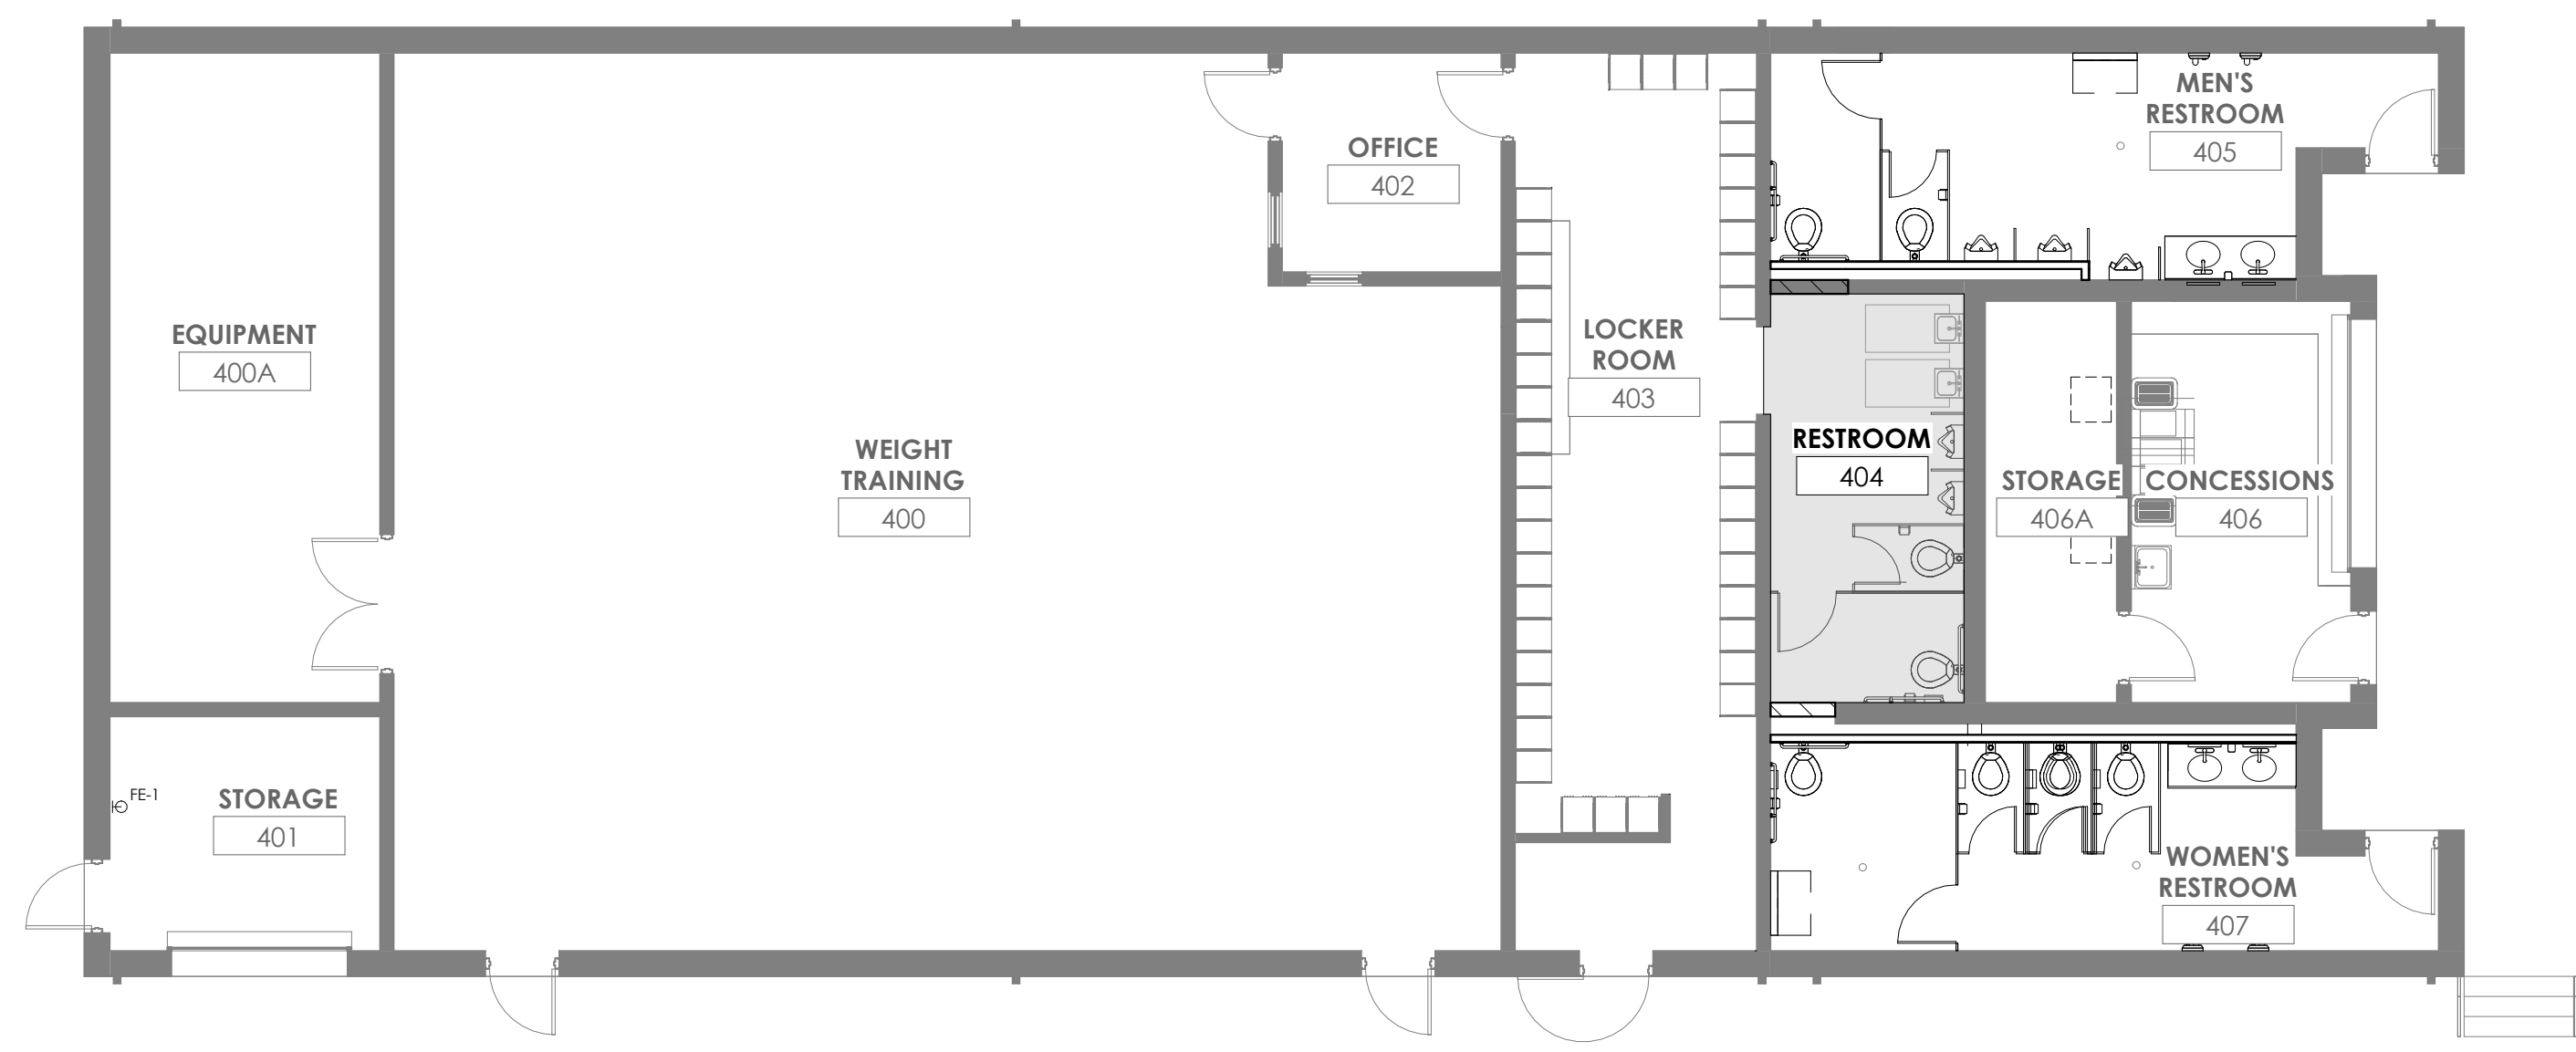 MEN'S
RESTROOM
405
OFFICE
402
EQUIPMENT
400A
LOCKER
ROOM
403
WEIGHT
TRAINING
400
RESTROOM
404
STORAGE
406A
CONCESSIONS
406
FE-1
STORAGE
401
WOMEN'S
RESTROOM
407